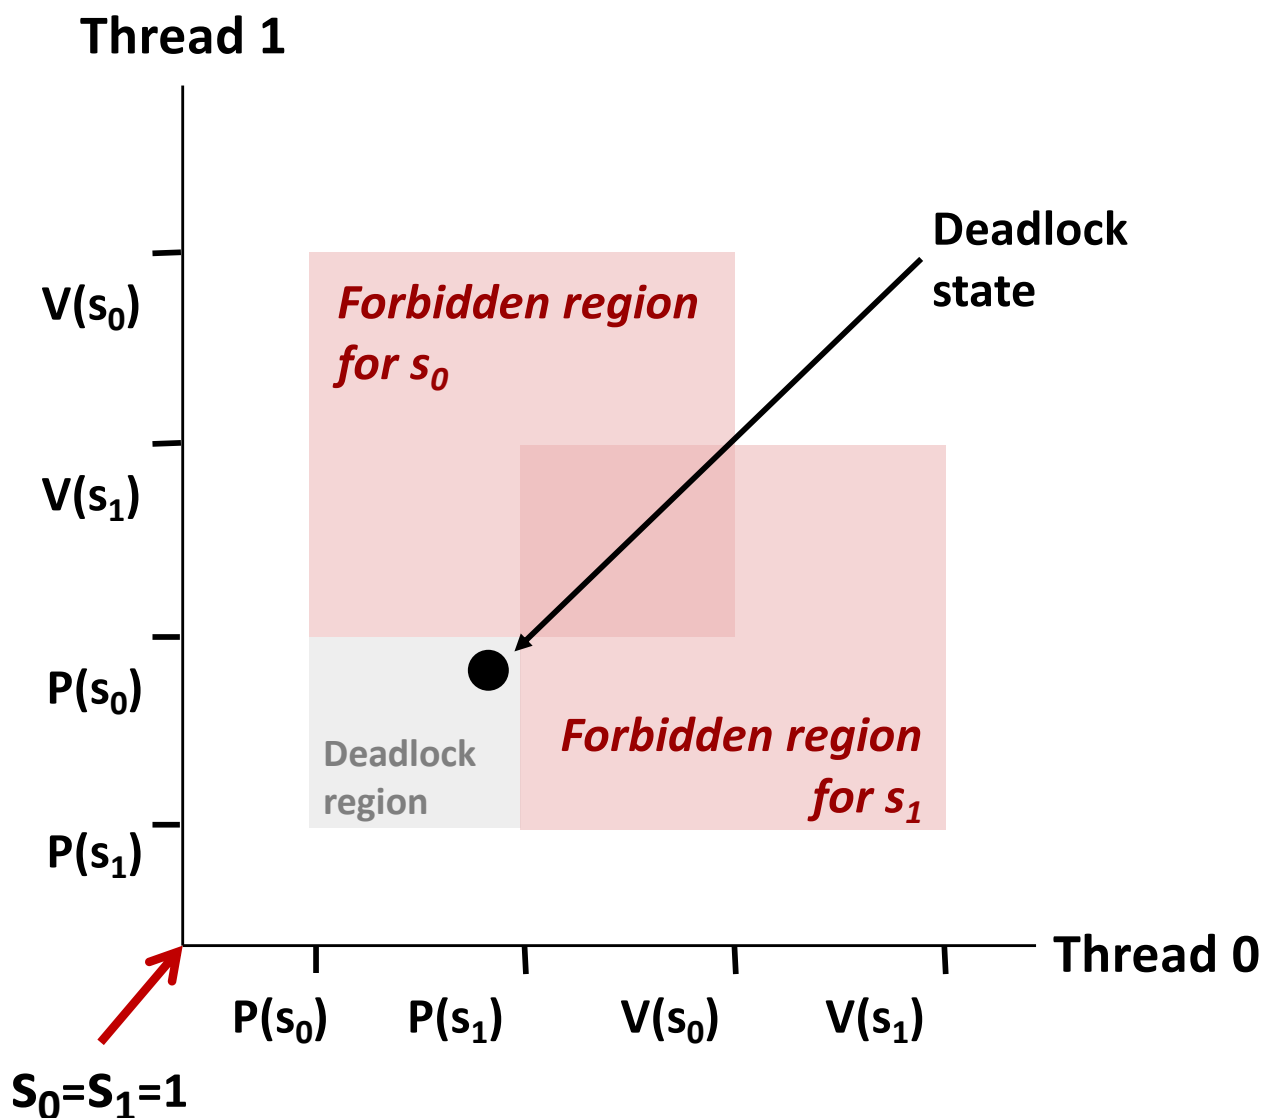 Thread 1
Deadlock
state
V(s₀)
Forbidden region
for s₀
V(s₁)
P(s₀)
Forbidden region
for s₁
Deadlock
region
P(s₁)
Thread 0
P(s₀) P(s₁) V(s₀) V(s₁)
s₀=s₁=1